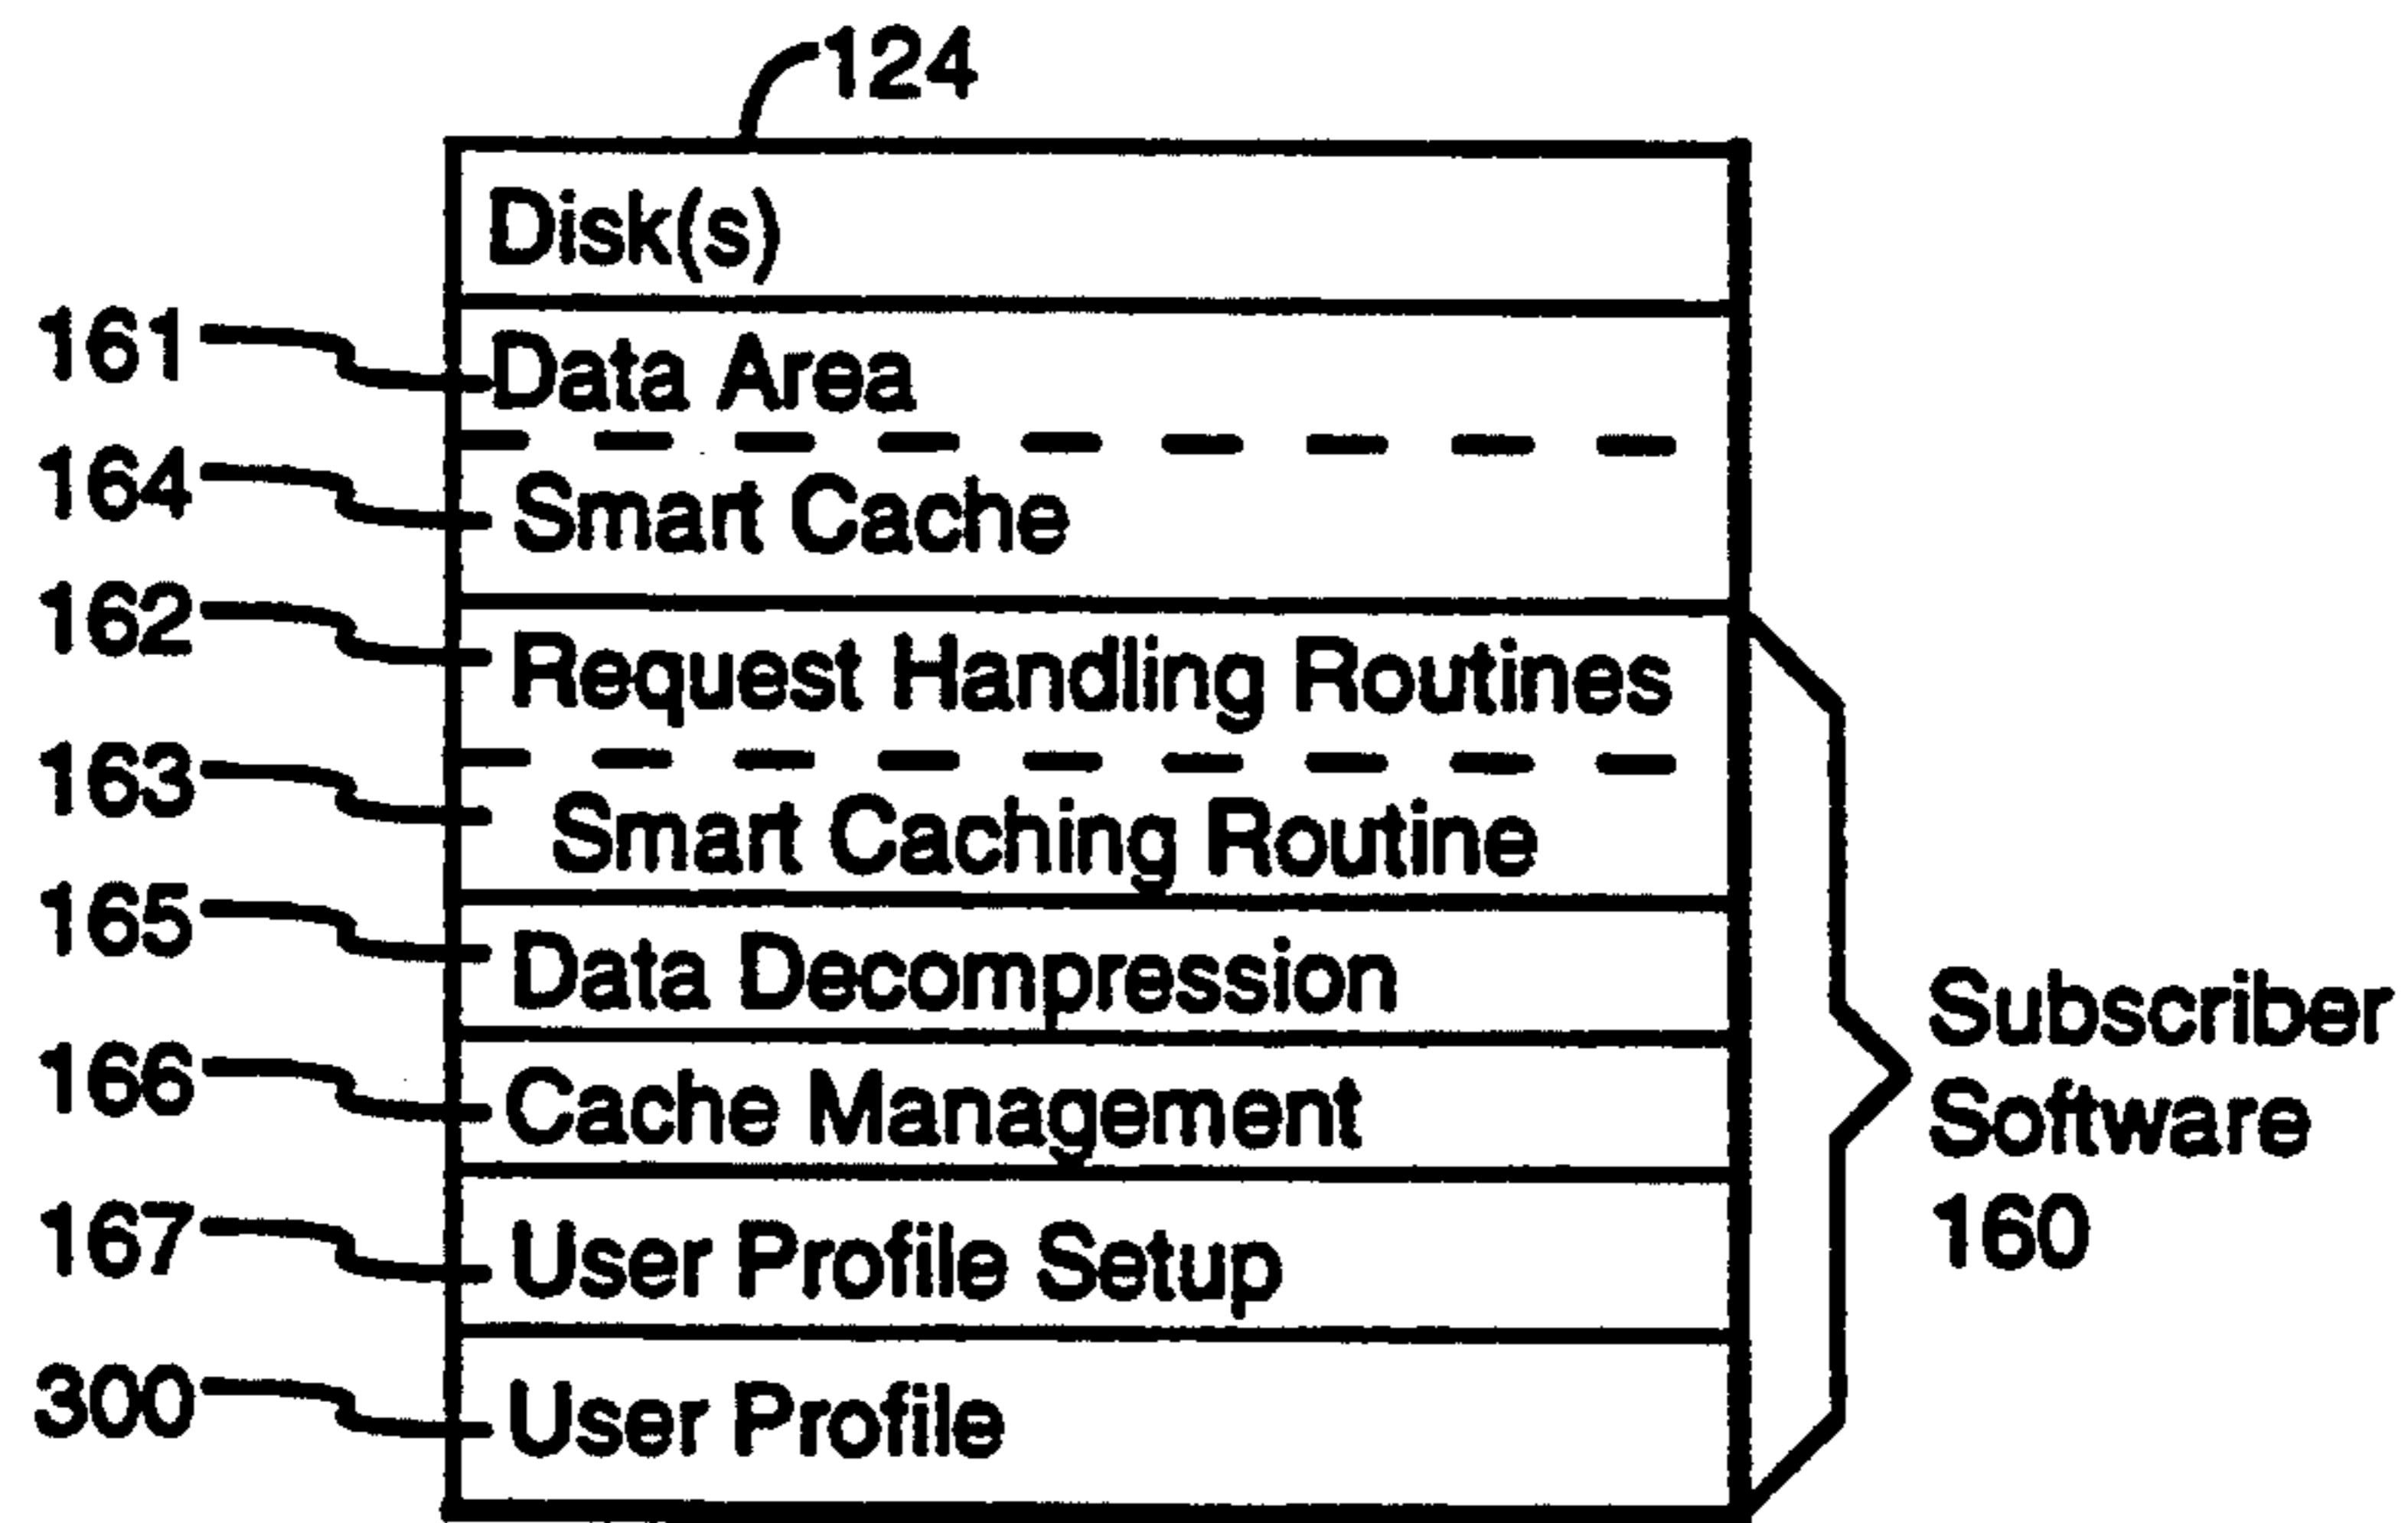 124
Disk(s)
161 Data Area
164 Smart Cache
162 Request Handling Routines
163 Smart Caching Routine
165 Data Decompression
166 Cache Management
167 User Profile Setup
300 User Profile
Subscriber
Software
160